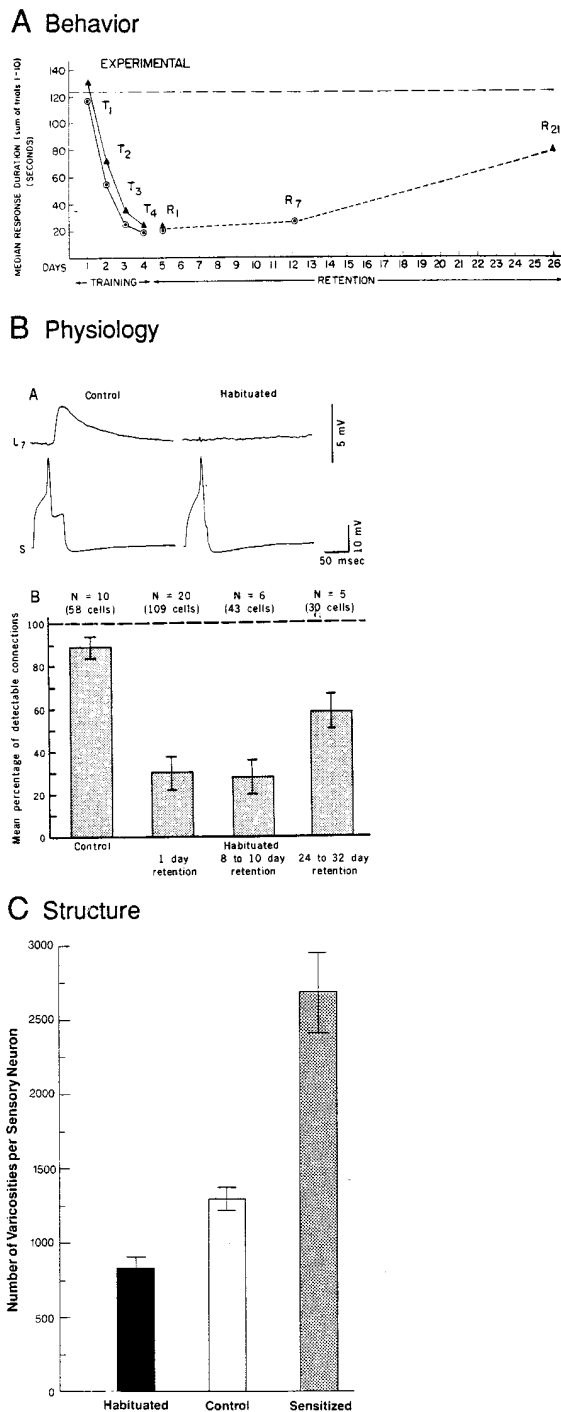 A Behavior
EXPERIMENTAL
MEDIAN RESPONSE DURATION (sum of trials 1-10)
(SECONDS)
140
120
100
80
60
40
20
T1
T2
T3
T4
R1
R7
R21
DAYS 1 2 3 4 5 6 7 8 9 10 11 12 13 14 15 16 17 18 19 20 21 22 23 24 25 26
TRAINING RETENTION
B Physiology
A Control Habituated
L7
5 mV
S
10 mV
50 msec
B
N = 10 N = 20 N = 6 N = 5
(58 cells) (109 cells) (43 cells) (30 cells)
Mean percentage of detectable connections
100
80
60
40
20
0
Control Habituated
1 day 8 to 10 day 24 to 32 day
retention retention retention
C Structure
Number of Varicosities per Sensory Neuron
3000
2500
2000
1500
1000
500
0
Habituated Control Sensitized